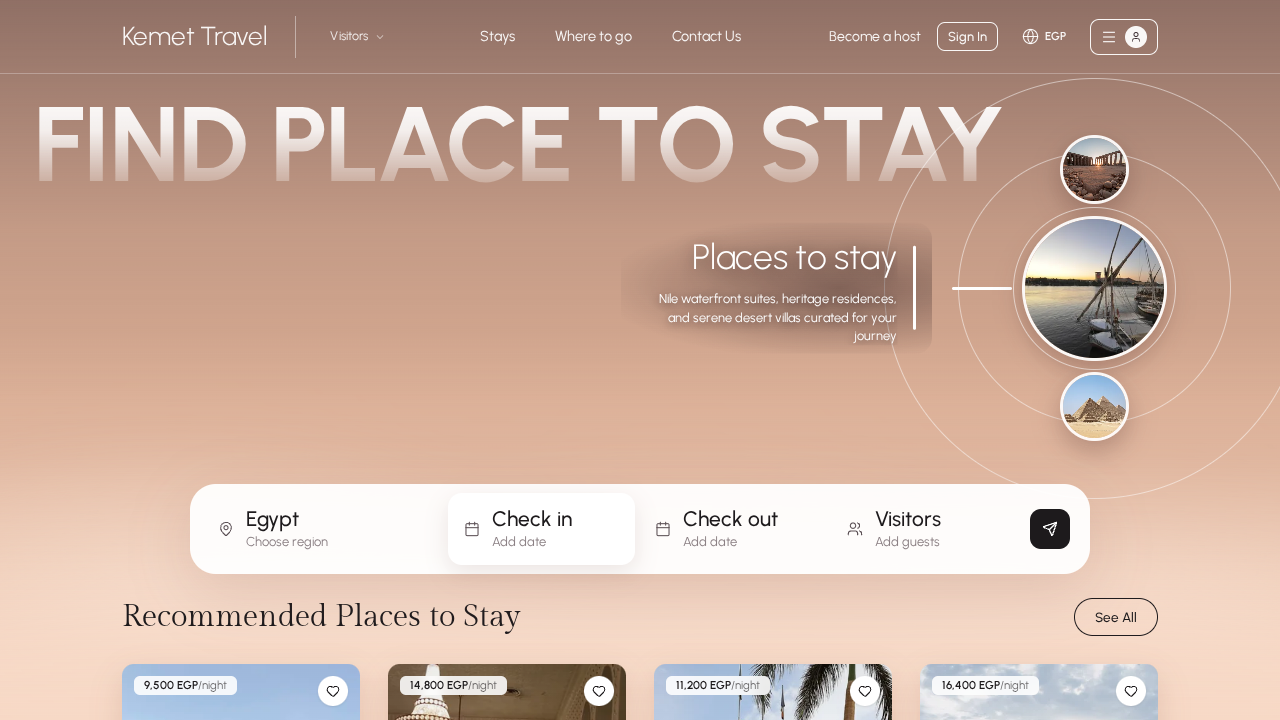 Kemet Travel
Visitors
Stays
Where to go
Contact Us
Become a host
Sign In
EGP
FIND PLACE TO STAY
Places to stay
Nile waterfront suites, heritage residences,
and serene desert villas curated for your
journey
Egypt
Choose region
Check in
Add date
Check out
Add date
Visitors
Add guests
Recommended Places to Stay
See All
9,500 EGP/night
14,800 EGP/night
11,200 EGP/night
16,400 EGP/night